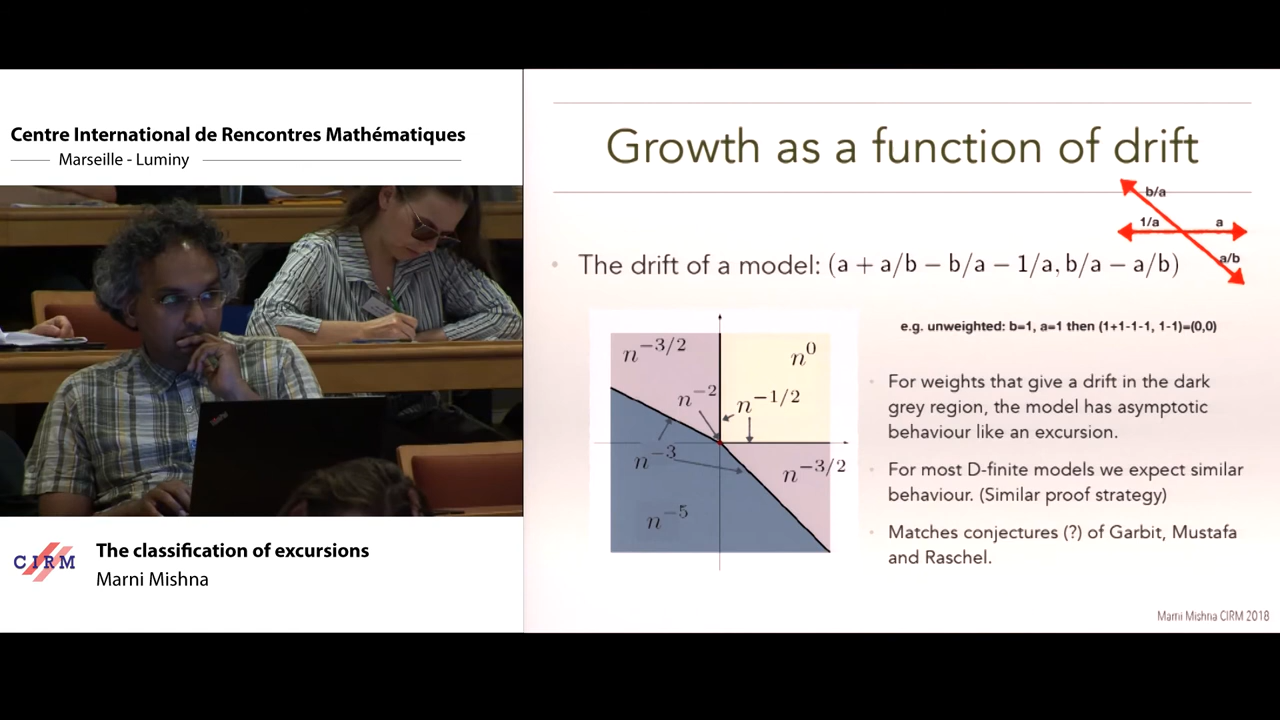 Centre International de Rencontres Mathématiques
Marseille - Luminy
CIRM
The classification of excursions
Marni Mishna
Growth as a function of drift
b/a
1/a
a
a/b
• The drift of a model: (a + a/b − b/a − 1/a, b/a − a/b)
e.g. unweighted: b=1, a=1 then (1+1-1-1, 1-1)=(0,0)
n^{-3/2}
n^0
n^{-2}
n^{-1/2}
n^{-3}
n^{-3/2}
n^{-5}
• For weights that give a drift in the dark
grey region, the model has asymptotic
behaviour like an excursion.
• For most D-finite models we expect similar
behaviour. (Similar proof strategy)
• Matches conjectures (?) of Garbit, Mustafa
and Raschel.
Marni Mishna CIRM 2018